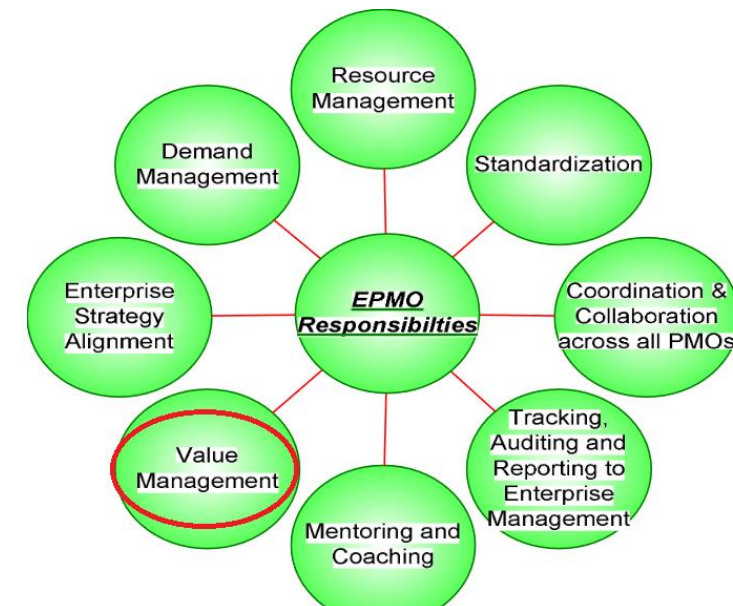 Resource
Management
Demand
Management
Standardization
Enterprise
Strategy
Alignment
EPMO
Responsibilties
Coordination &
Collaboration
across all PMOs
Value
Management
Tracking,
Auditing and
Reporting to
Enterprise
Management
Mentoring and
Coaching